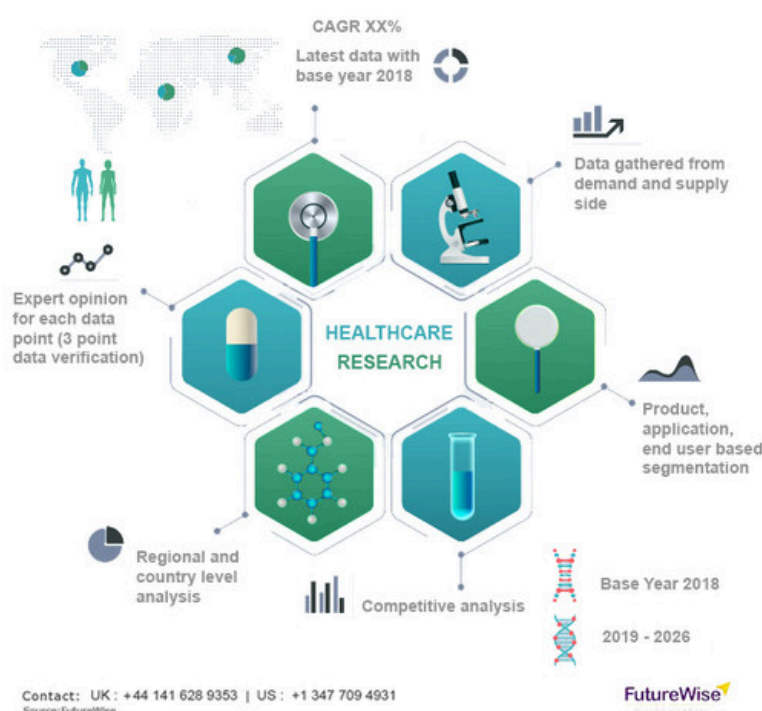 CAGR XX%
Latest data with
base year 2018
Data gathered from
demand and supply
side
Expert opinion
for each data
point (3 point
data verification)
HEALTHCARE
RESEARCH
Product,
application,
end user based
segmentation
Regional and
country level
analysis
Competitive analysis
Base Year 2018
2019 - 2026
Contact: UK : +44 141 628 9353 | US : +1 347 709 4931
FutureWise
Source:FutureWise